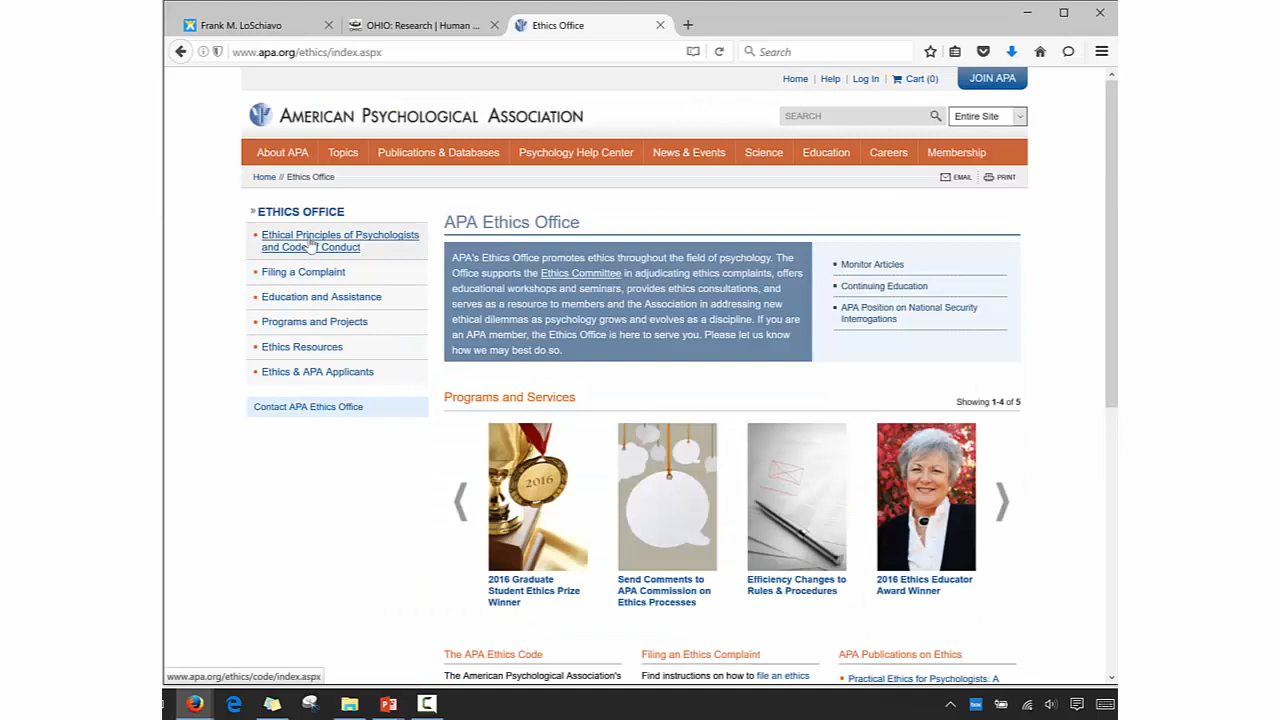 Frank M. LoSchiavo
OHIO: Research | Human ...
Ethics Office
www.apa.org/ethics/index.aspx
Search
Home | Help | Log In | Cart (0)
JOIN APA
AMERICAN PSYCHOLOGICAL ASSOCIATION
SEARCH
Entire Site
About APA
Topics
Publications & Databases
Psychology Help Center
News & Events
Science
Education
Careers
Membership
Home // Ethics Office
EMAIL
PRINT
» ETHICS OFFICE
Ethical Principles of Psychologists
and Code of Conduct
Filing a Complaint
Education and Assistance
Programs and Projects
Ethics Resources
Ethics & APA Applicants
Contact APA Ethics Office
APA Ethics Office
APA's Ethics Office promotes ethics throughout the field of psychology. The
Office supports the Ethics Committee in adjudicating ethics complaints, offers
educational workshops and seminars, provides ethics consultations, and
serves as a resource to members and the Association in addressing new
ethical dilemmas as psychology grows and evolves as a discipline. If you are
an APA member, the Ethics Office is here to serve you. Please let us know
how we may best do so.
Monitor Articles
Continuing Education
APA Position on National Security
Interrogations
Programs and Services
Showing 1-4 of 5
2016
2016 Graduate
Student Ethics Prize
Winner
Send Comments to
APA Commission on
Ethics Processes
Efficiency Changes to
Rules & Procedures
2016 Ethics Educator
Award Winner
The APA Ethics Code
The American Psychological Association's
Filing an Ethics Complaint
Find instructions on how to file an ethics
APA Publications on Ethics
Practical Ethics for Psychologists: A
www.apa.org/ethics/code/index.aspx
box